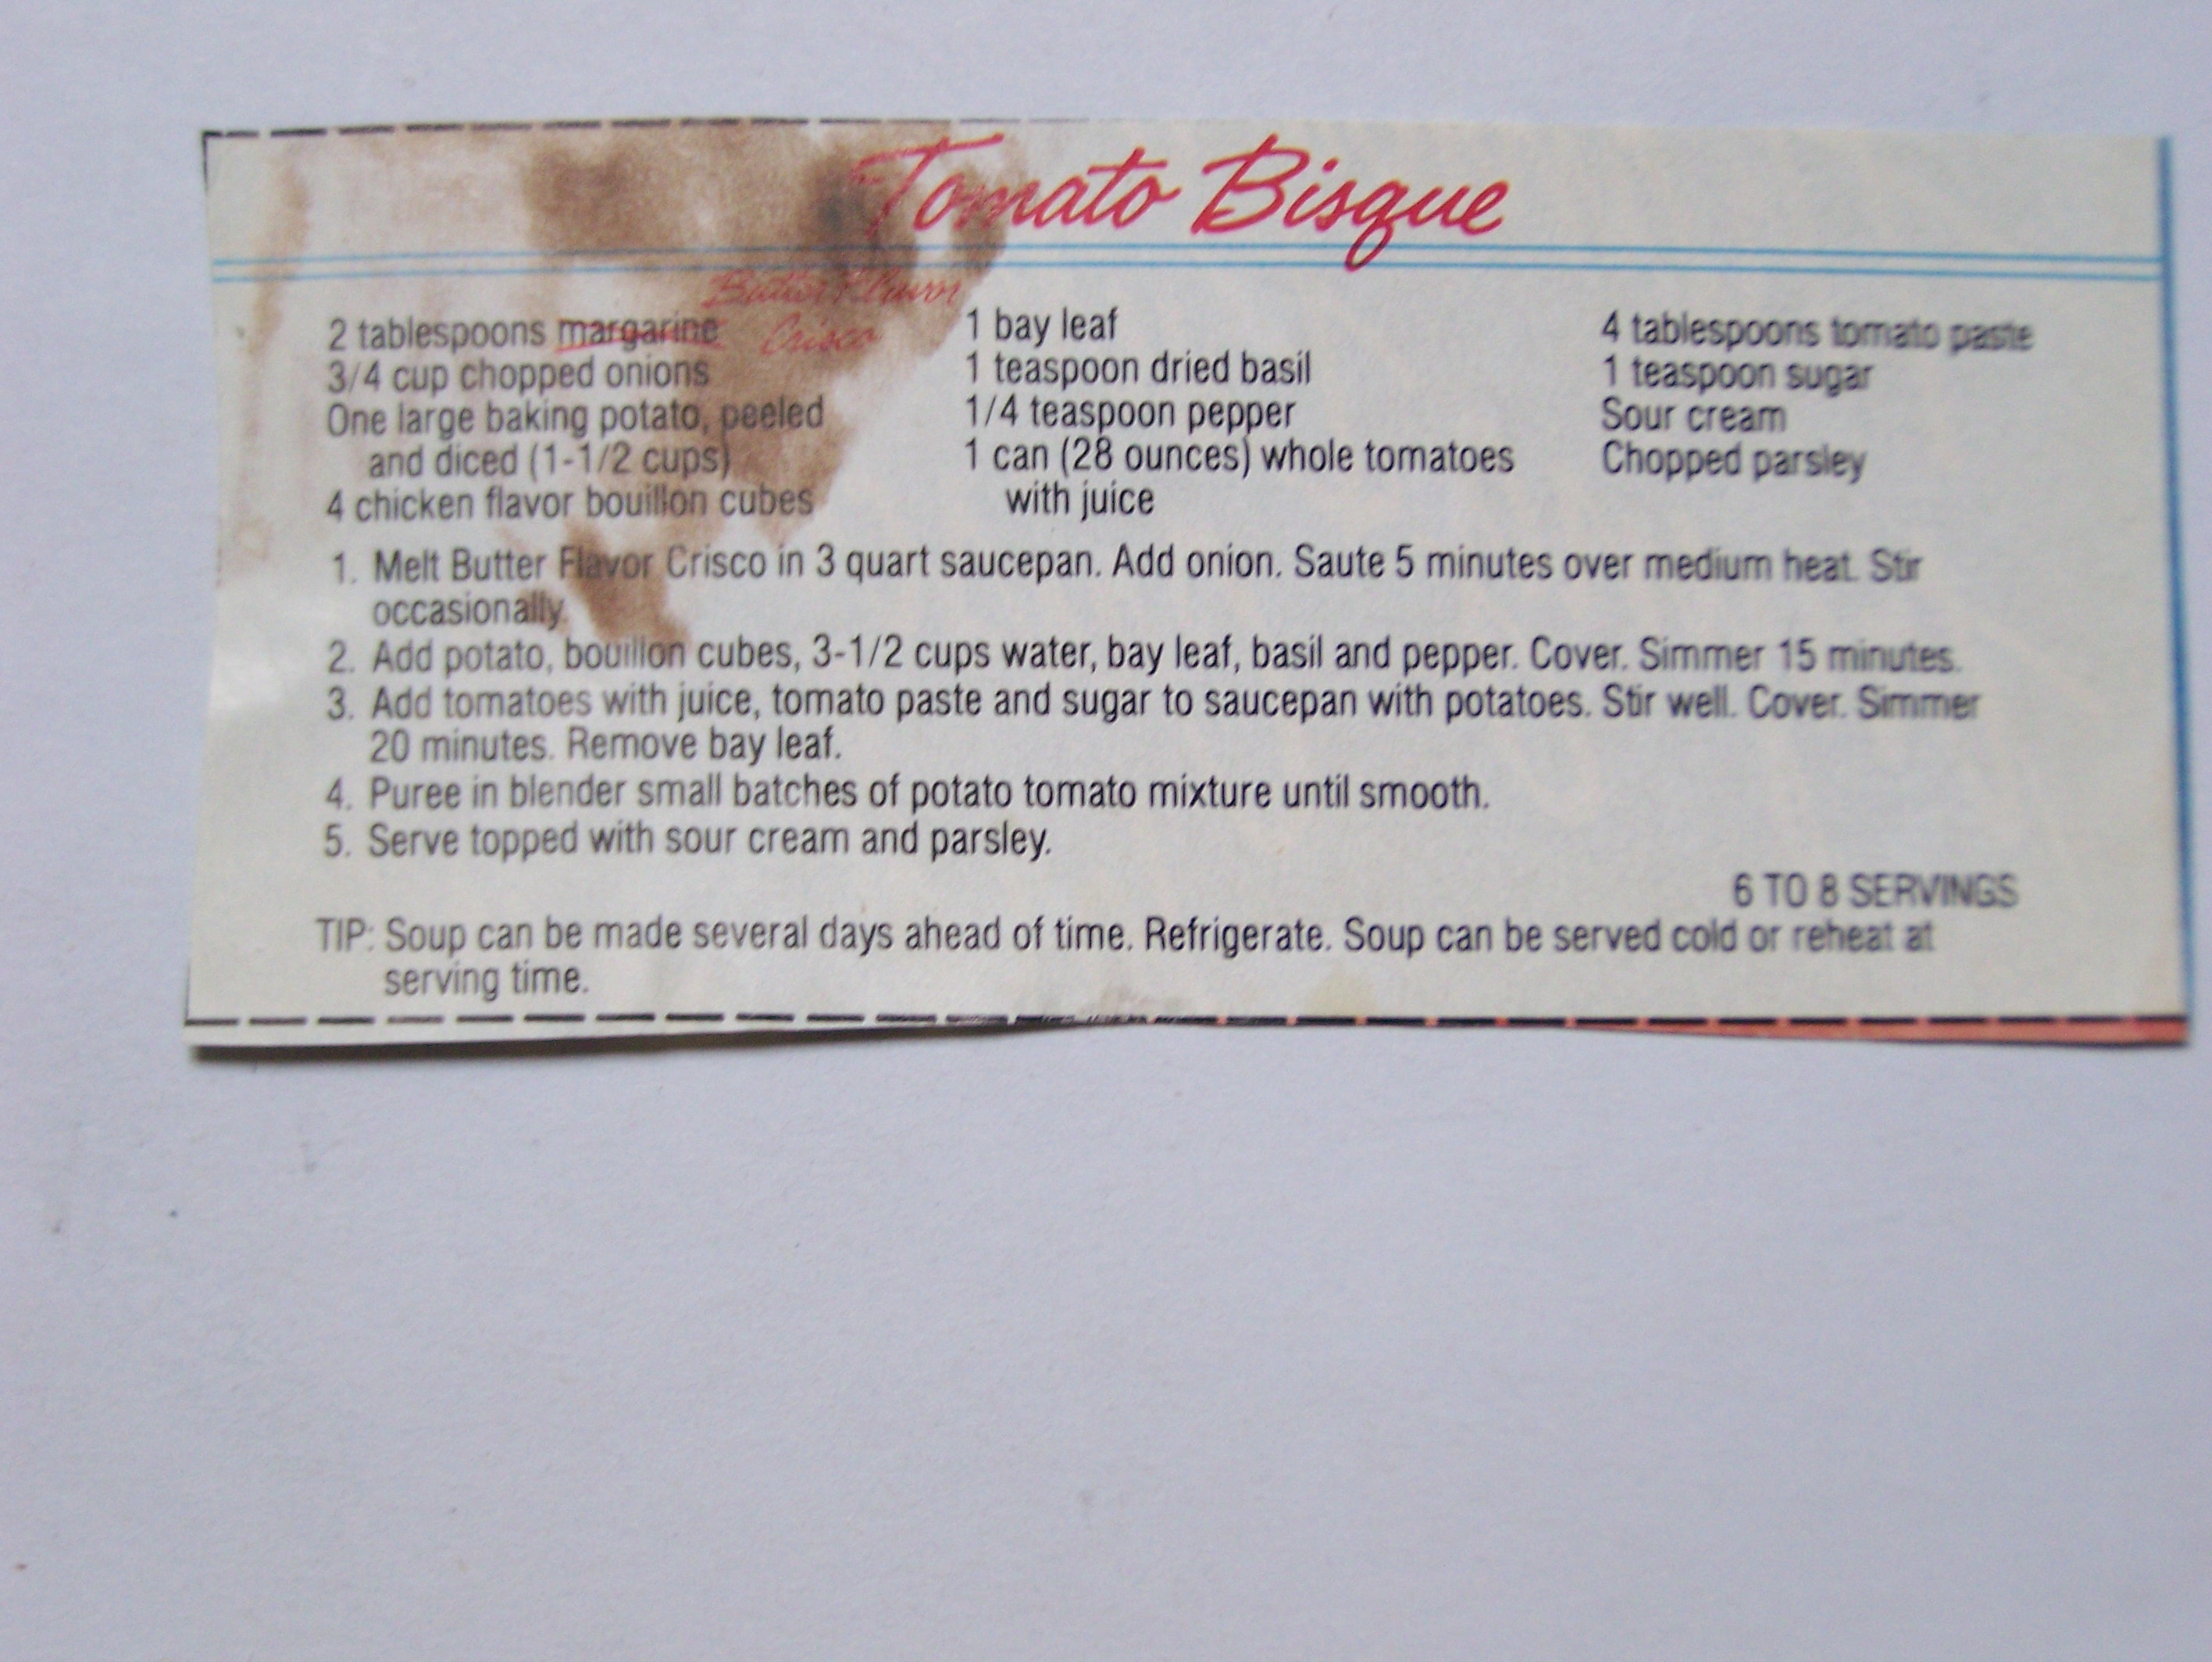 Tomato Bisque
Butter Flavor
Crisco
2 tablespoons margarine
3/4 cup chopped onions
One large baking potato, peeled
and diced (1-1/2 cups)
4 chicken flavor bouillon cubes
1 bay leaf
1 teaspoon dried basil
1/4 teaspoon pepper
1 can (28 ounces) whole tomatoes
with juice
4 tablespoons tomato paste
1 teaspoon sugar
Sour cream
Chopped parsley
1. Melt Butter Flavor Crisco in 3 quart saucepan. Add onion. Saute 5 minutes over medium heat. Stir
occasionally.
2. Add potato, bouillon cubes, 3-1/2 cups water, bay leaf, basil and pepper. Cover. Simmer 15 minutes.
3. Add tomatoes with juice, tomato paste and sugar to saucepan with potatoes. Stir well. Cover. Simmer
20 minutes. Remove bay leaf.
4. Puree in blender small batches of potato tomato mixture until smooth.
5. Serve topped with sour cream and parsley.
6 TO 8 SERVINGS
TIP: Soup can be made several days ahead of time. Refrigerate. Soup can be served cold or reheat at
serving time.